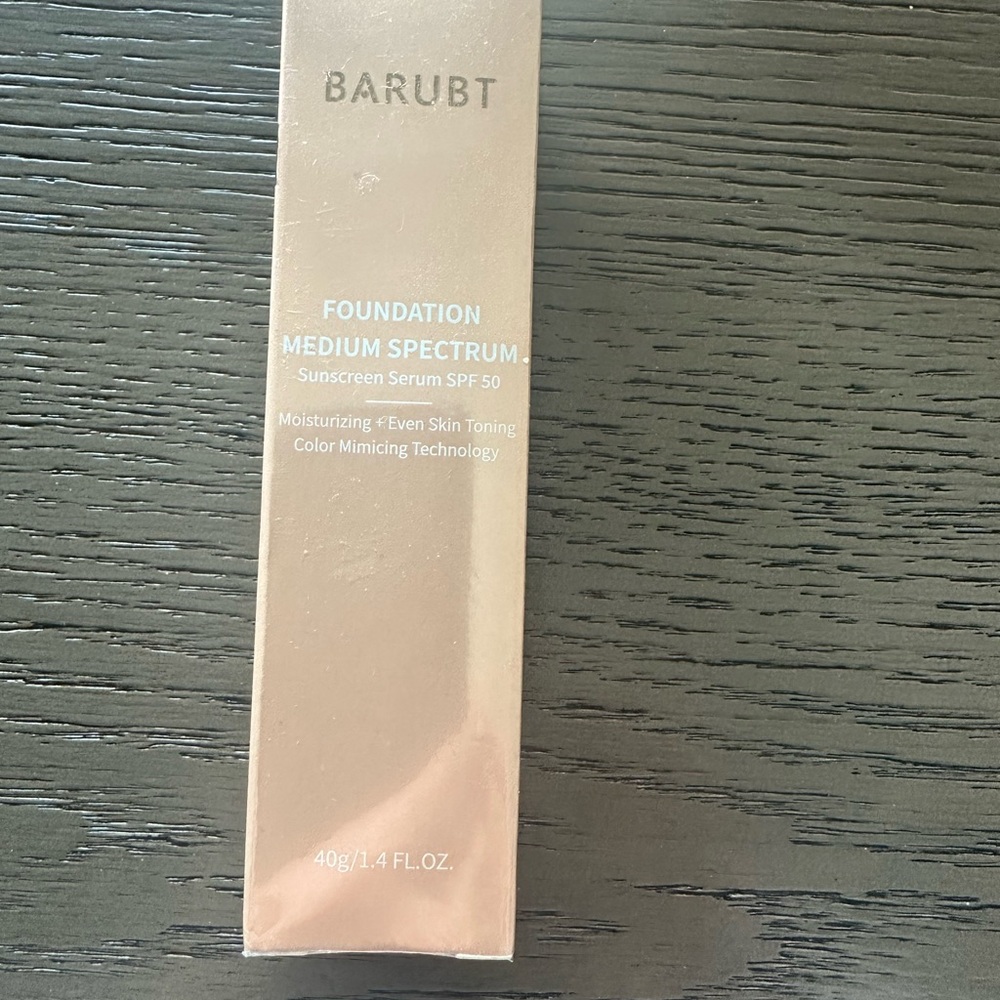 BARUBT
FOUNDATION
MEDIUM SPECTRUM
Sunscreen Serum SPF 50
Moisturizing + Even Skin Toning
Color Mimicing Technology
40g/1.4 FL.OZ.